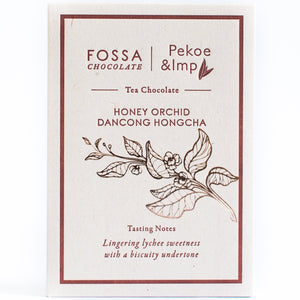 FOSSA
CHOCOLATE
Pekoe
&Imp
Tea Chocolate
HONEY ORCHID
DANCONG HONGCHA
Tasting Notes
Lingering lychee sweetness
with a biscuity undertone